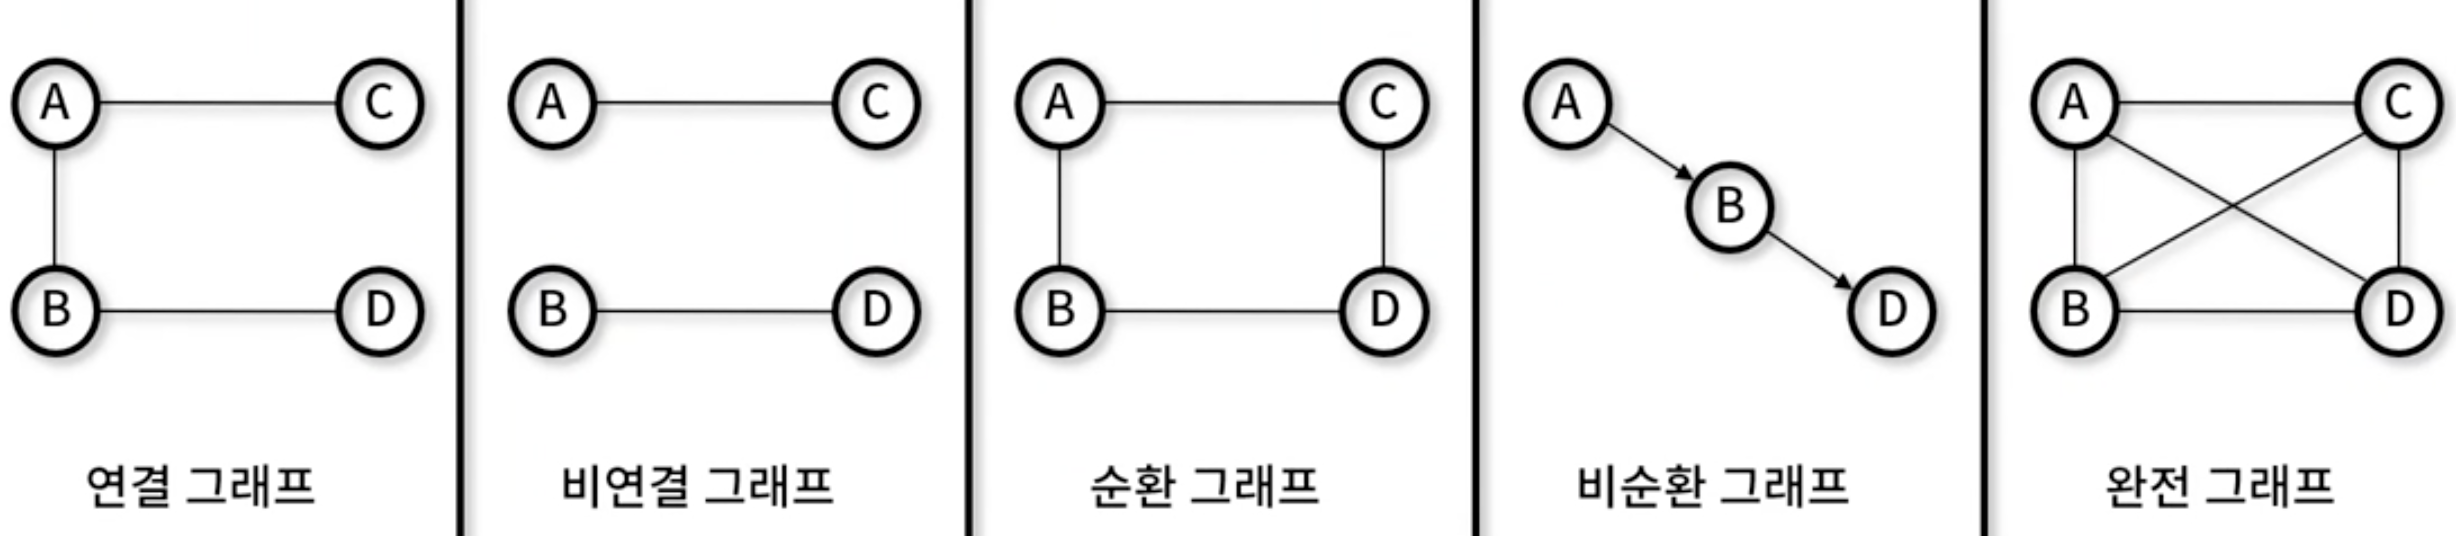 A C
B D
연결 그래프
A C
B D
비연결 그래프
A C
B D
순환 그래프
A
B
D
비순환 그래프
A C
B D
완전 그래프